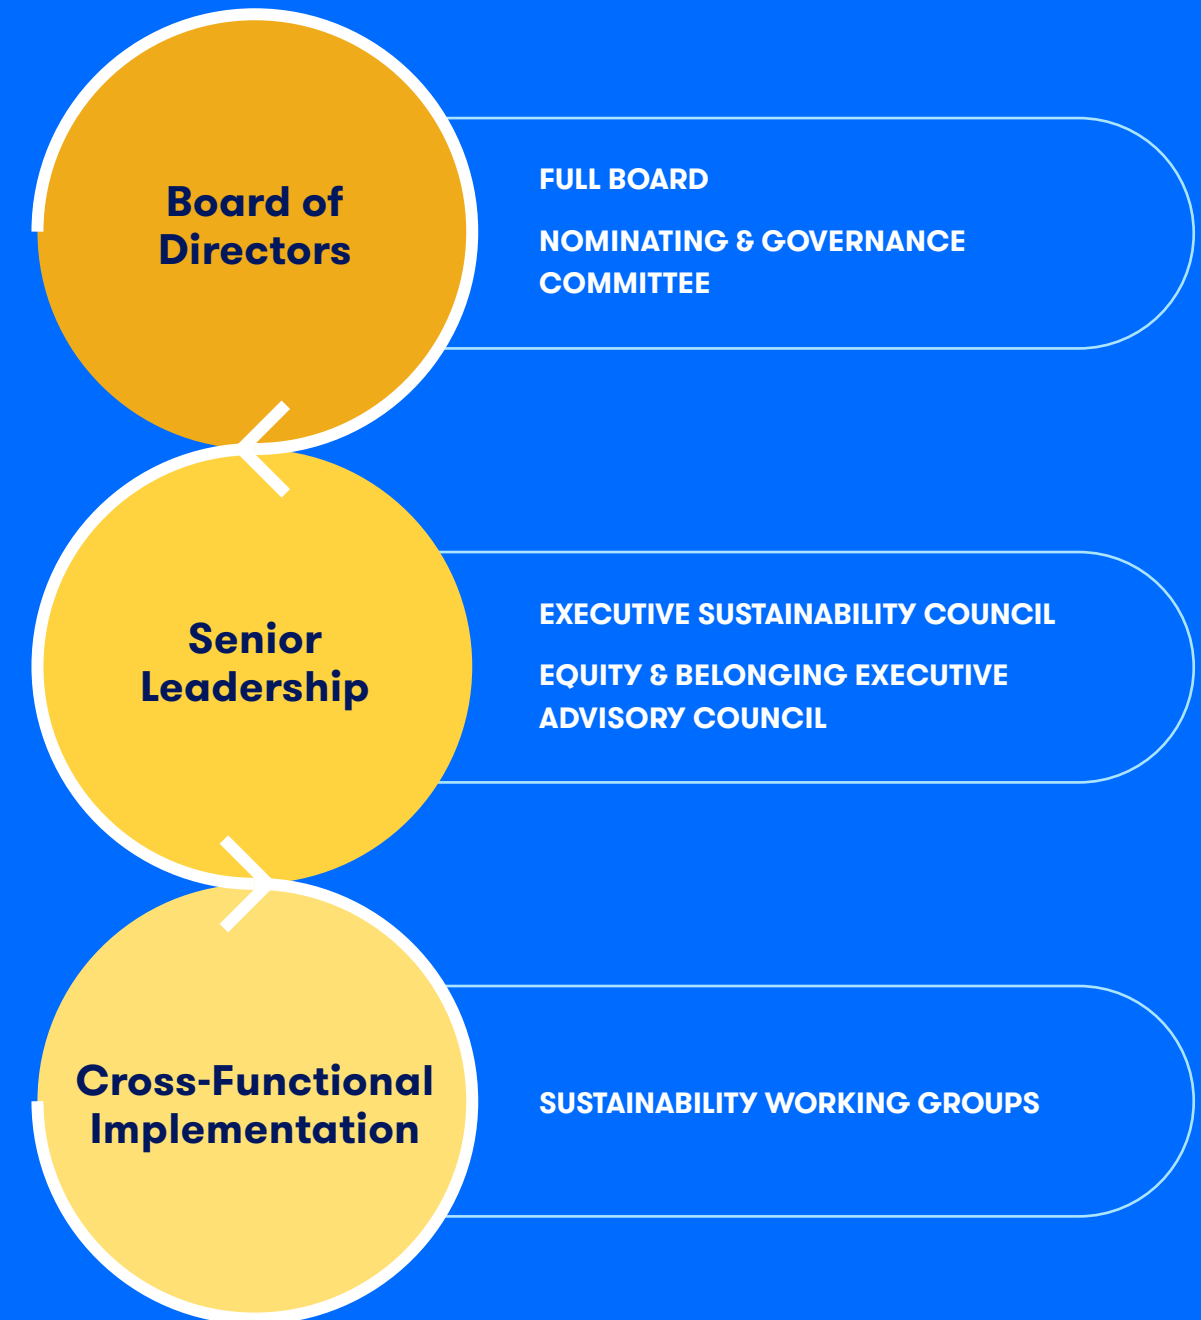 Board of
Directors
FULL BOARD
NOMINATING & GOVERNANCE
COMMITTEE
Senior
Leadership
EXECUTIVE SUSTAINABILITY COUNCIL
EQUITY & BELONGING EXECUTIVE
ADVISORY COUNCIL
Cross-Functional
Implementation
SUSTAINABILITY WORKING GROUPS